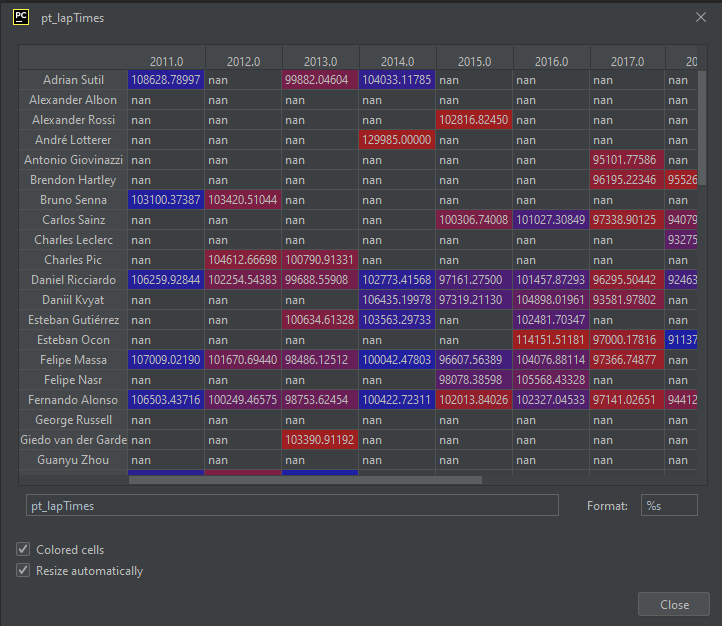 PC pt_lapTimes
2011.0 2012.0 2013.0 2014.0 2015.0 2016.0 2017.0 20
Adrian Sutil 108628.78997 nan 99882.04604 104033.11785 nan nan nan nan
Alexander Albon nan nan nan nan nan nan nan nan
Alexander Rossi nan nan nan nan 102816.82450 nan nan nan
André Lotterer nan nan nan 129985.00000 nan nan nan nan
Antonio Giovinazzi nan nan nan nan nan nan 95101.77586 nan
Brendon Hartley nan nan nan nan nan nan 96195.22346 95526
Bruno Senna 103100.37387 103420.51044 nan nan nan nan nan nan
Carlos Sainz nan nan nan nan 100306.74008 101027.30849 97338.90125 94079
Charles Leclerc nan nan nan nan nan nan nan 93275
Charles Pic nan 104612.66698 100790.91331 nan nan nan nan nan
Daniel Ricciardo 106259.92844 102254.54383 99688.55908 102773.41568 97161.27500 101457.87293 96295.50442 92463
Daniil Kvyat nan nan nan 106435.19978 97319.21130 104898.01961 93581.97802 nan
Esteban Gutiérrez nan nan 100634.61328 103563.29733 nan 102481.70347 nan nan
Esteban Ocon nan nan nan nan nan 114151.51181 97000.17816 91137
Felipe Massa 107009.02190 101670.69440 98486.12512 100042.47803 96607.56389 104076.88114 97366.74877 nan
Felipe Nasr nan nan nan nan 98078.38598 105568.43328 nan nan
Fernando Alonso 106503.43716 100249.46575 98753.62454 100422.72311 102013.84026 102327.04533 97141.02651 94412
George Russell nan nan nan nan nan nan nan nan
Giedo van der Garde nan nan 103390.91192 nan nan nan nan nan
Guanyu Zhou nan nan nan nan nan nan nan nan
pt_lapTimes Format: %s
Colored cells
Resize automatically
Close